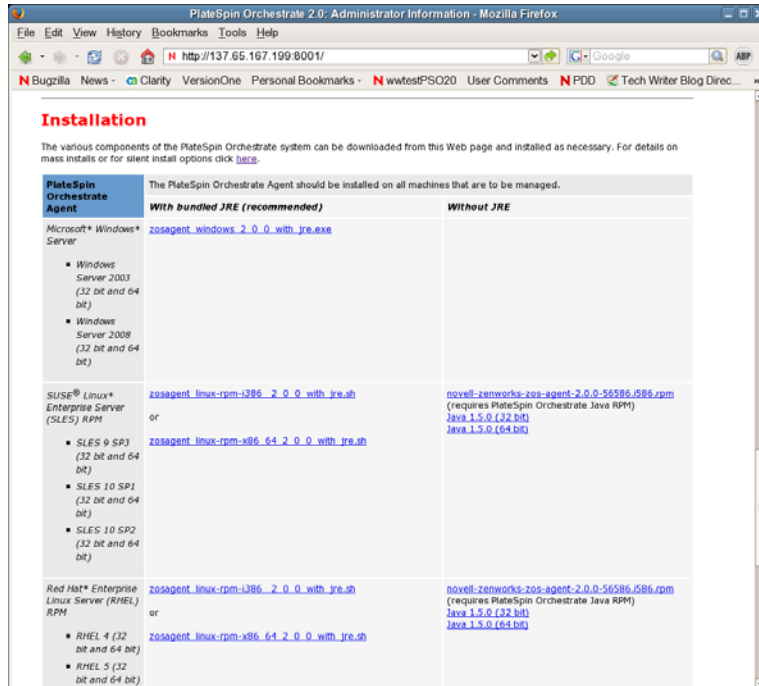 PlateSpin Orchestrate 2.0: Administrator Information - Mozilla Firefox
File Edit View History Bookmarks Tools Help
N http://137.65.167.199:8001/
G Google
ABP
N Bugzilla News Clarity VersionOne Personal Bookmarks N wwtestPSO20 User Comments N PDD Tech Writer Blog Direc... »
Installation
The various components of the PlateSpin Orchestrate system can be downloaded from this Web page and installed as necessary. For details on
mass installs or for silent install options click here.
PlateSpin
Orchestrate
Agent
The PlateSpin Orchestrate Agent should be installed on all machines that are to be managed.
With bundled JRE (recommended)
Without JRE
Microsoft* Windows*
Server
■ Windows
Server 2003
(32 bit and 64
bit)
■ Windows
Server 2008
(32 bit and 64
bit)
zosagent_windows_2_0_0_with_jre.exe
SUSE® Linux*
Enterprise Server
(SLES) RPM
■ SLES 9 SP3
(32 bit and 64
bit)
■ SLES 10 SP1
(32 bit and 64
bit)
■ SLES 10 SP2
(32 bit and 64
bit)
zosagent_linux-rpm-i386_2_0_0_with_jre.sh
or
zosagent_linux-rpm-x86_64_2_0_0_with_jre.sh
novell-zenworks-zos-agent-2.0.0-56586.i586.rpm
(requires PlateSpin Orchestrate Java RPM)
Java 1.5.0 (32 bit)
Java 1.5.0 (64 bit)
Red Hat* Enterprise
Linux Server (RHEL)
RPM
■ RHEL 4 (32
bit and 64 bit)
■ RHEL 5 (32
bit and 64 bit)
zosagent_linux-rpm-i386_2_0_0_with_jre.sh
or
zosagent_linux-rpm-x86_64_2_0_0_with_jre.sh
novell-zenworks-zos-agent-2.0.0-56586.i586.rpm
(requires PlateSpin Orchestrate Java RPM)
Java 1.5.0 (32 bit)
Java 1.5.0 (64 bit)